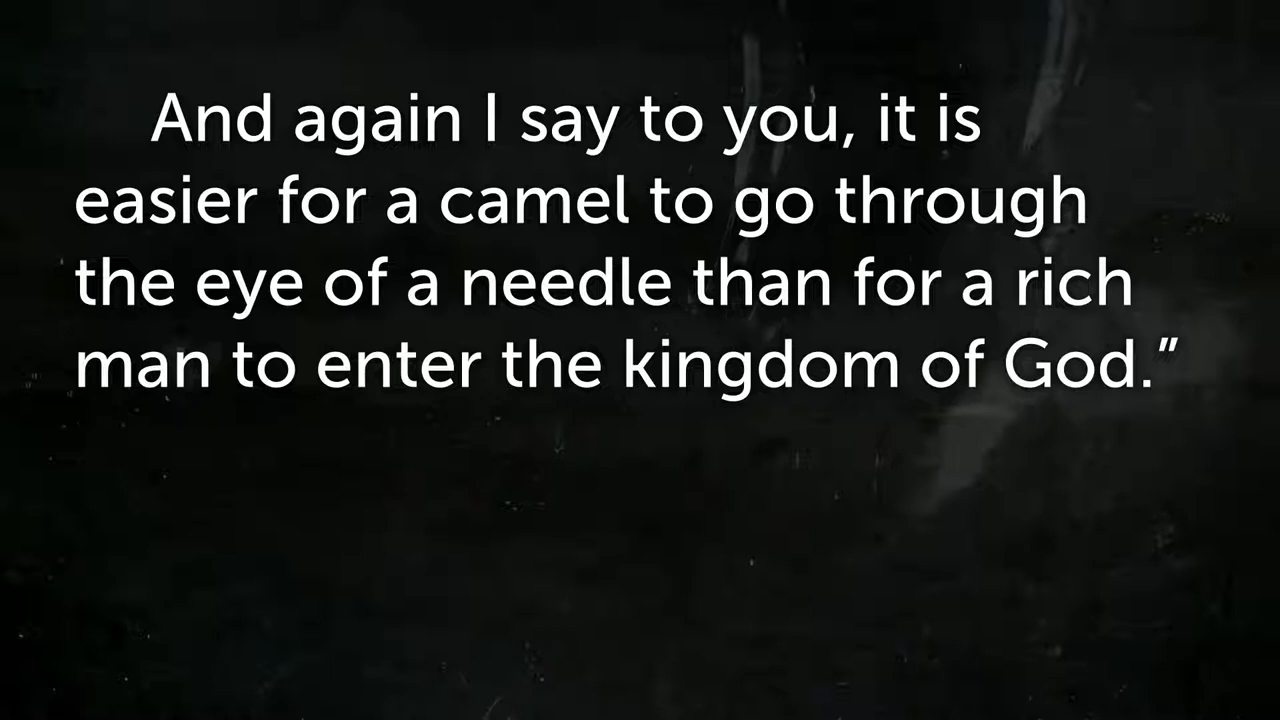 And again I say to you, it is
easier for a camel to go through
the eye of a needle than for a rich
man to enter the kingdom of God.”